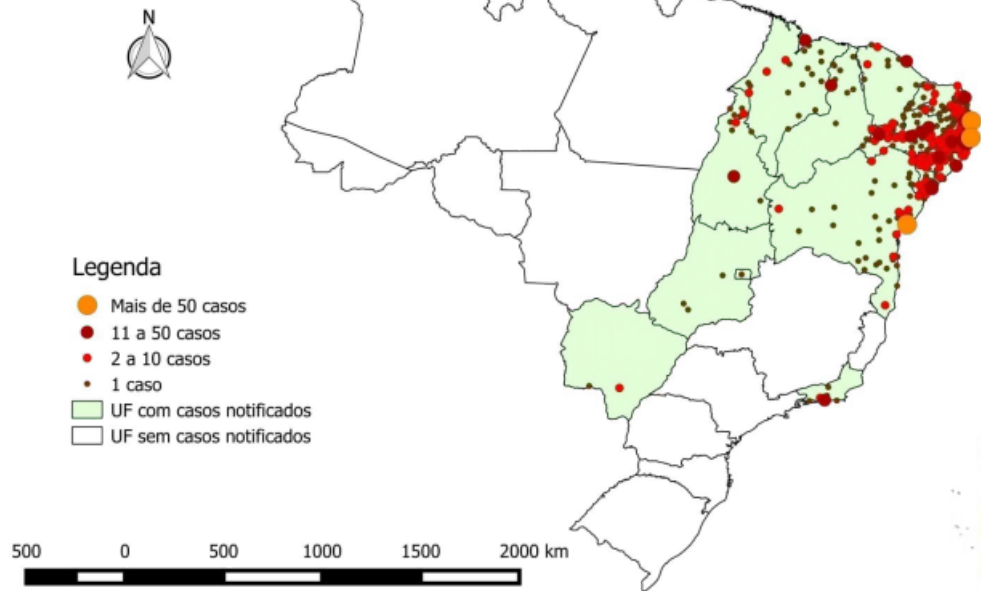 N
Legenda
Mais de 50 casos
11 a 50 casos
2 a 10 casos
1 caso
UF com casos notificados
UF sem casos notificados
500 0 500 1000 1500 2000 km